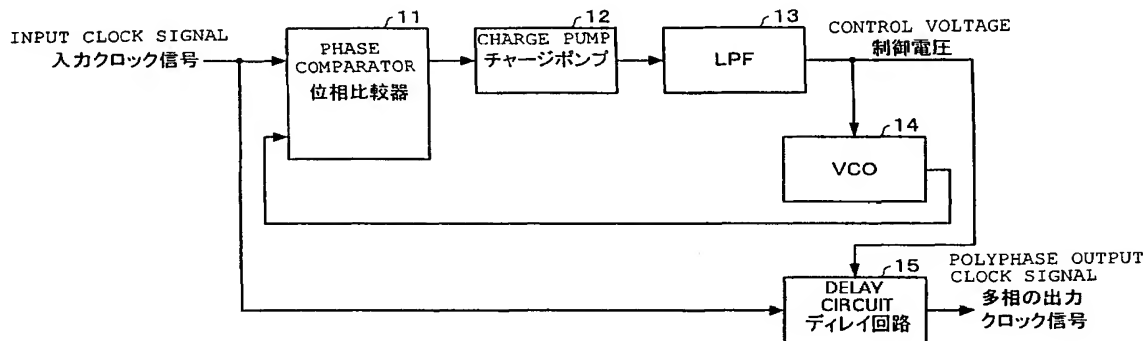 INPUT CLOCK SIGNAL
入力クロック信号
11
PHASE
COMPARATOR
位相比較器
12
CHARGE PUMP
チャージポンプ
13
LPF
CONTROL VOLTAGE
制御電圧
14
VCO
15
DELAY
CIRCUIT
ディレイ回路
POLYPHASE OUTPUT
CLOCK SIGNAL
多相の出力
クロック信号